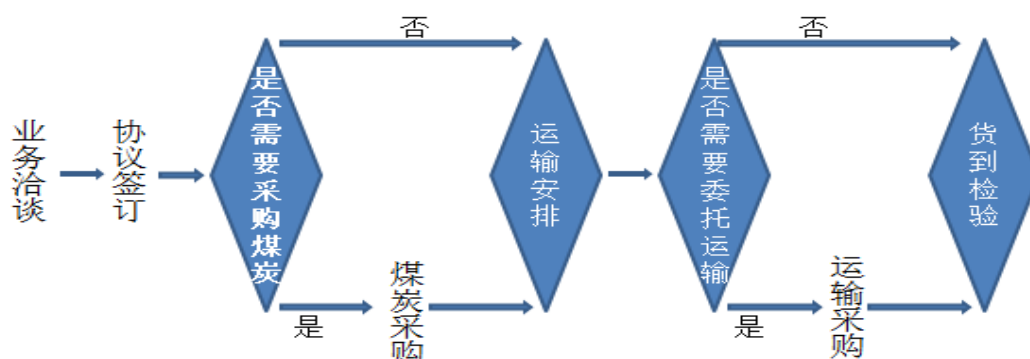 业务洽谈
协议签订
是否需要采购煤炭
否
是
煤炭采购
运输安排
是否需要委托运输
否
是
运输采购
货到检验